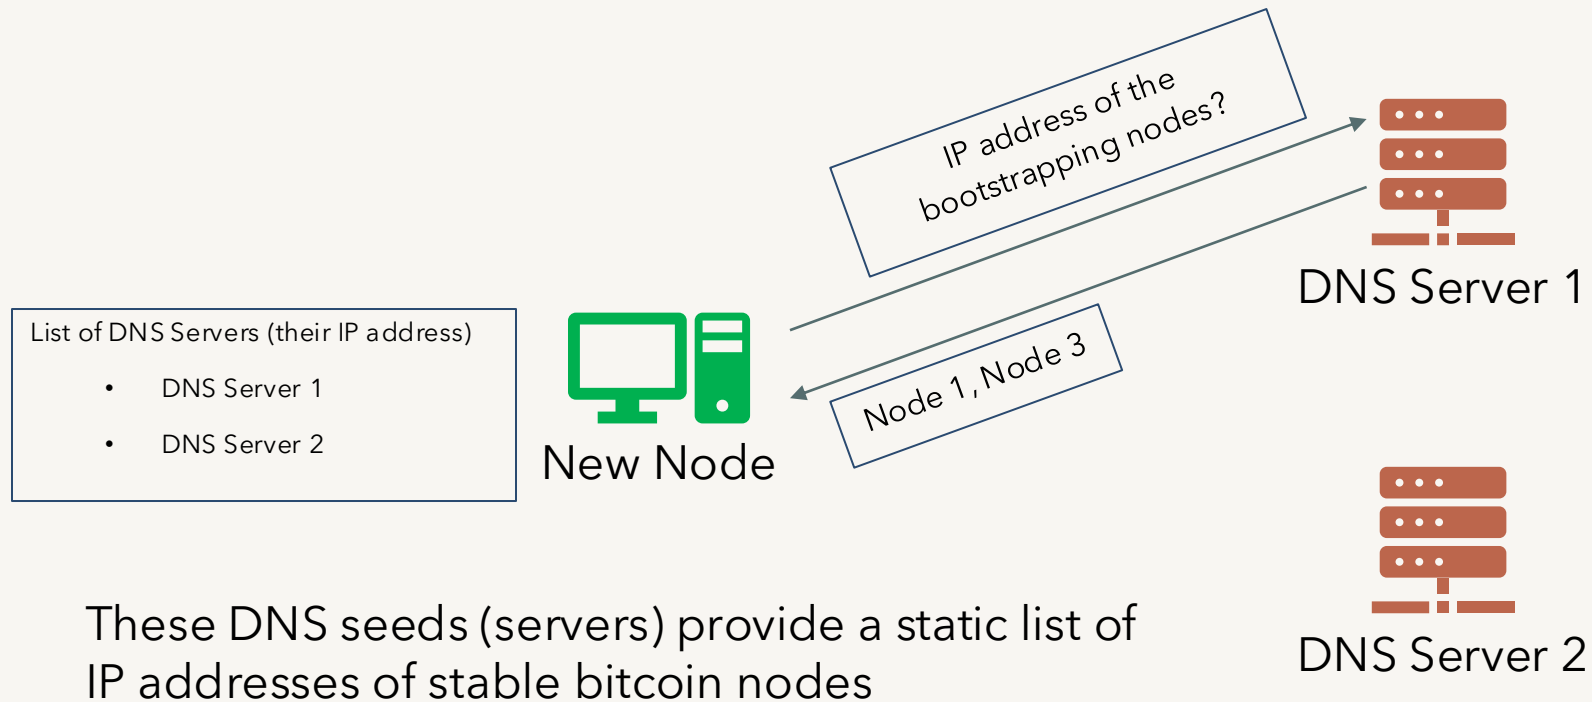 IP address of the
bootstrapping nodes?
DNS Server 1
List of DNS Servers (their IP address)
• DNS Server 1
• DNS Server 2
Node 1, Node 3
New Node
These DNS seeds (servers) provide a static list of
IP addresses of stable bitcoin nodes
DNS Server 2